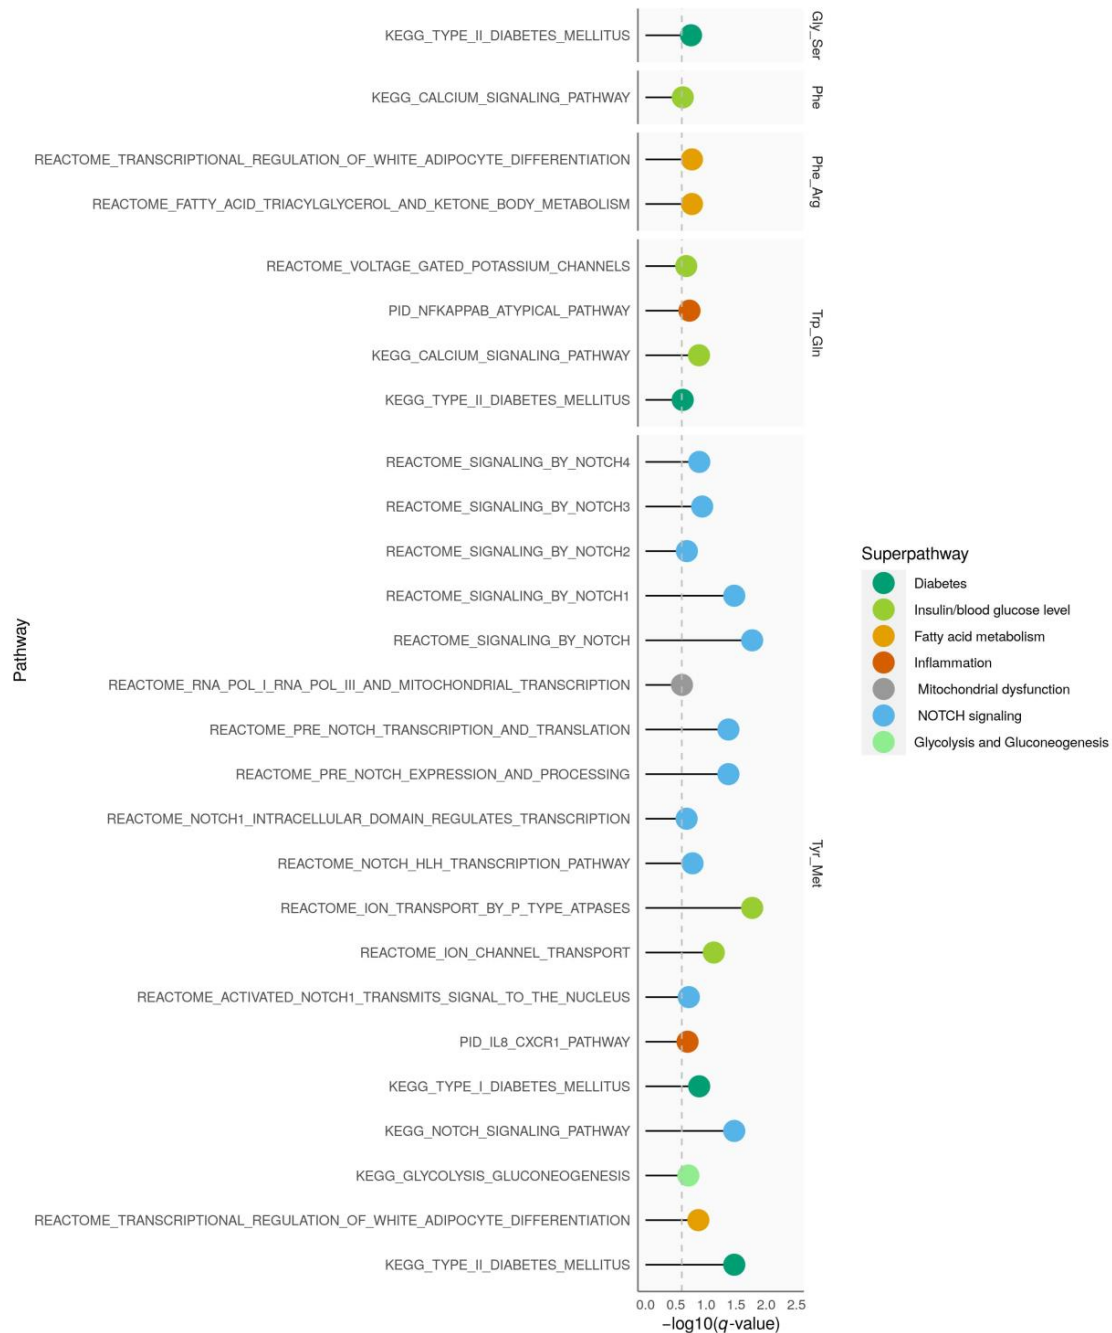 KEGG_TYPE_II_DIABETES_MELLITUS
Gly_Ser
KEGG_CALCIUM_SIGNALING_PATHWAY
Phe
REACTOME_TRANSCRIPTIONAL_REGULATION_OF_WHITE_ADIPOCYTE_DIFFERENTIATION
REACTOME_FATTY_ACID_TRIACYLGLYCEROL_AND_KETONE_BODY_METABOLISM
Phe_Arg
REACTOME_VOLTAGE_GATED_POTASSIUM_CHANNELS
PID_NFKAPPAB_ATYPICAL_PATHWAY
KEGG_CALCIUM_SIGNALING_PATHWAY
KEGG_TYPE_II_DIABETES_MELLITUS
Trp_Gln
REACTOME_SIGNALING_BY_NOTCH4
REACTOME_SIGNALING_BY_NOTCH3
REACTOME_SIGNALING_BY_NOTCH2
REACTOME_SIGNALING_BY_NOTCH1
REACTOME_SIGNALING_BY_NOTCH
REACTOME_RNA_POL_I_RNA_POL_III_AND_MITOCHONDRIAL_TRANSCRIPTION
REACTOME_PRE_NOTCH_TRANSCRIPTION_AND_TRANSLATION
REACTOME_PRE_NOTCH_EXPRESSION_AND_PROCESSING
REACTOME_NOTCH1_INTRACELLULAR_DOMAIN_REGULATES_TRANSCRIPTION
REACTOME_NOTCH_HLH_TRANSCRIPTION_PATHWAY
REACTOME_ION_TRANSPORT_BY_P_TYPE_ATPASES
REACTOME_ION_CHANNEL_TRANSPORT
REACTOME_ACTIVATED_NOTCH1_TRANSMITS_SIGNAL_TO_THE_NUCLEUS
PID_IL8_CXCR1_PATHWAY
KEGG_TYPE_I_DIABETES_MELLITUS
KEGG_NOTCH_SIGNALING_PATHWAY
KEGG_GLYCOLYSIS_GLUCONEOGENESIS
REACTOME_TRANSCRIPTIONAL_REGULATION_OF_WHITE_ADIPOCYTE_DIFFERENTIATION
KEGG_TYPE_II_DIABETES_MELLITUS
Tyr_Met
Pathway
0.0 0.5 1.0 1.5 2.0 2.5
−log10(q-value)
Superpathway
Diabetes
Insulin/blood glucose level
Fatty acid metabolism
Inflammation
Mitochondrial dysfunction
NOTCH signaling
Glycolysis and Gluconeogenesis